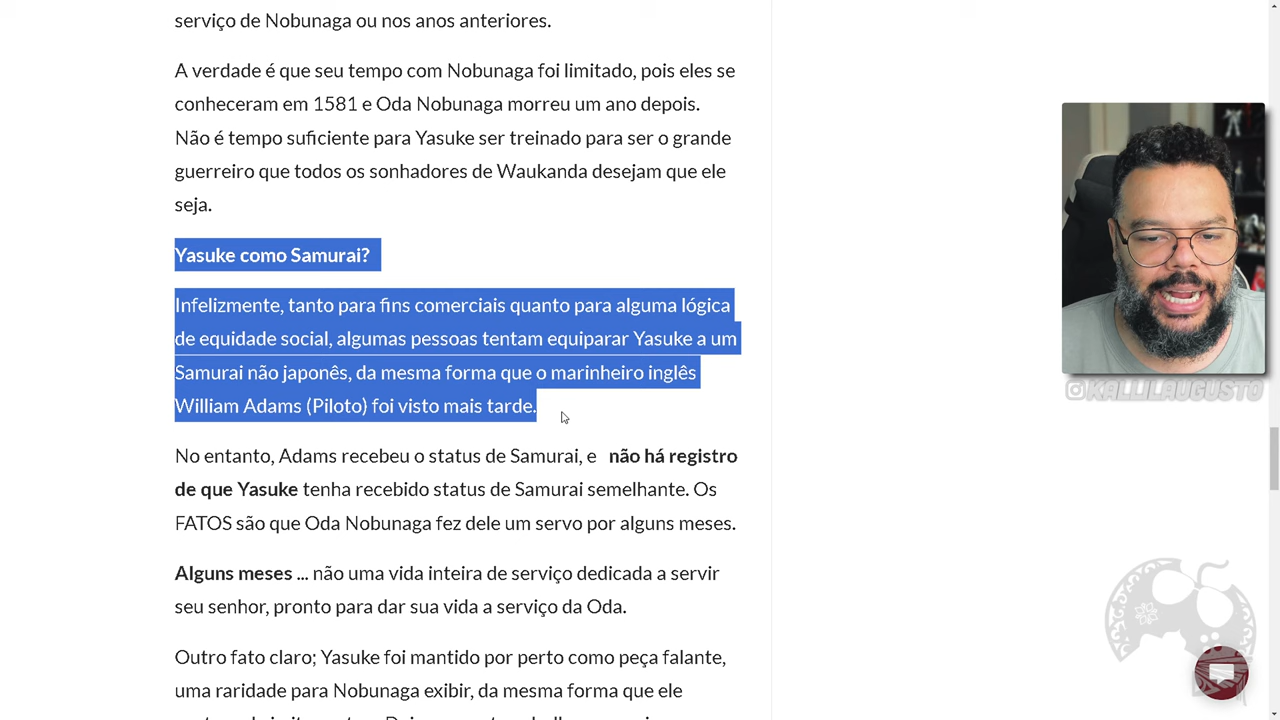 serviço de Nobunaga ou nos anos anteriores.
A verdade é que seu tempo com Nobunaga foi limitado, pois eles se
conheceram em 1581 e Oda Nobunaga morreu um ano depois.
Não é tempo suficiente para Yasuke ser treinado para ser o grande
guerreiro que todos os sonhadores de Waukanda desejam que ele
seja.
Yasuke como Samurai?
Infelizmente, tanto para fins comerciais quanto para alguma lógica
de equidade social, algumas pessoas tentam equiparar Yasuke a um
Samurai não japonês, da mesma forma que o marinheiro inglês
William Adams (Piloto) foi visto mais tarde.
@KALLILAUGUSTO
No entanto, Adams recebeu o status de Samurai, e não há registro
de que Yasuke tenha recebido status de Samurai semelhante. Os
FATOS são que Oda Nobunaga fez dele um servo por alguns meses.
Alguns meses ... não uma vida inteira de serviço dedicada a servir
seu senhor, pronto para dar sua vida a serviço da Oda.
Outro fato claro; Yasuke foi mantido por perto como peça falante,
uma raridade para Nobunaga exibir, da mesma forma que ele